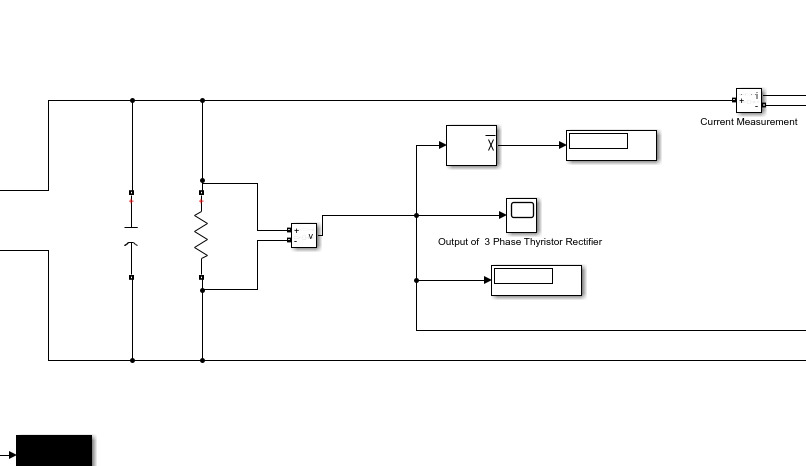 i
+
-
Current Measurement
X
+
-
v
Output of  3 Phase Thyristor Rectifier
+
+